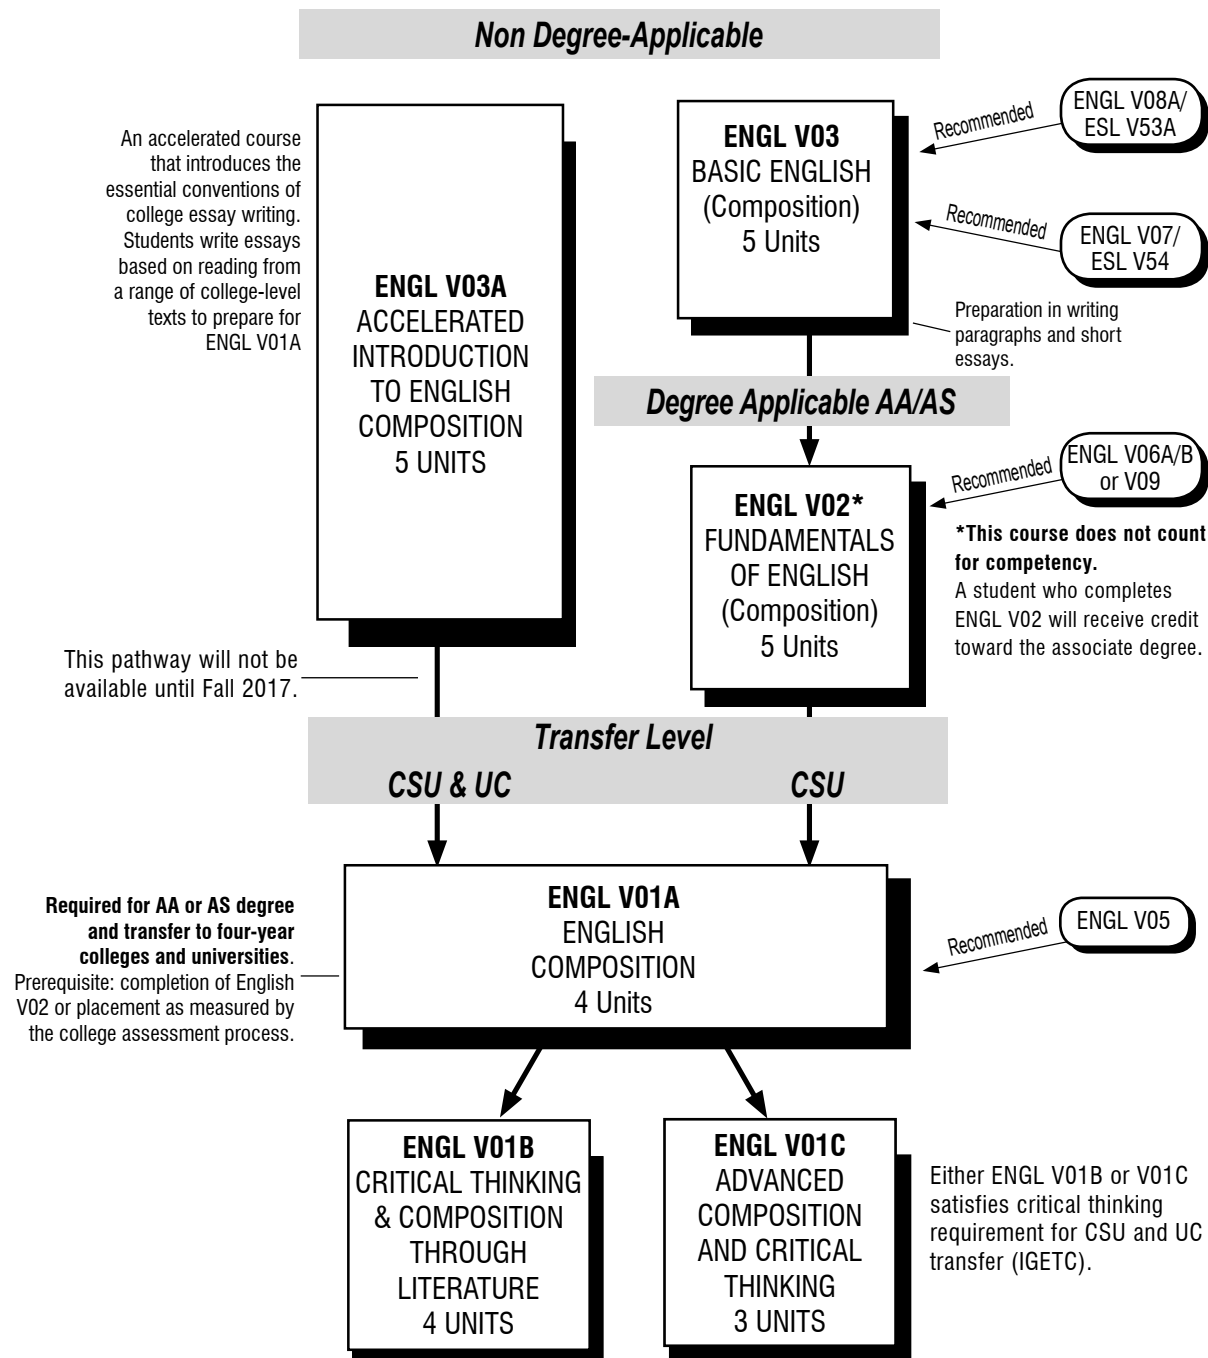 Non Degree-Applicable
An accelerated course
that introduces the
essential conventions of
college essay writing.
Students write essays
based on reading from
a range of college-level
texts to prepare for
ENGL V01A
ENGL V03A
ACCELERATED
INTRODUCTION
TO ENGLISH
COMPOSITION
5 UNITS
ENGL V03
BASIC ENGLISH
(Composition)
5 Units
Recommended
ENGL V08A/
ESL V53A
Recommended
ENGL V07/
ESL V54
Preparation in writing
paragraphs and short
essays.
Degree Applicable AA/AS
ENGL V02*
FUNDAMENTALS
OF ENGLISH
(Composition)
5 Units
Recommended
ENGL V06A/B
or V09
*This course does not count
for competency.
A student who completes
ENGL V02 will receive credit
toward the associate degree.
This pathway will not be
available until Fall 2017.
Transfer Level
CSU & UC
CSU
Required for AA or AS degree
and transfer to four-year
colleges and universities.
Prerequisite: completion of English
V02 or placement as measured by
the college assessment process.
ENGL V01A
ENGLISH
COMPOSITION
4 Units
Recommended
ENGL V05
ENGL V01B
CRITICAL THINKING
& COMPOSITION
THROUGH
LITERATURE
4 UNITS
ENGL V01C
ADVANCED
COMPOSITION
AND CRITICAL
THINKING
3 UNITS
Either ENGL V01B or V01C
satisfies critical thinking
requirement for CSU and UC
transfer (IGETC).